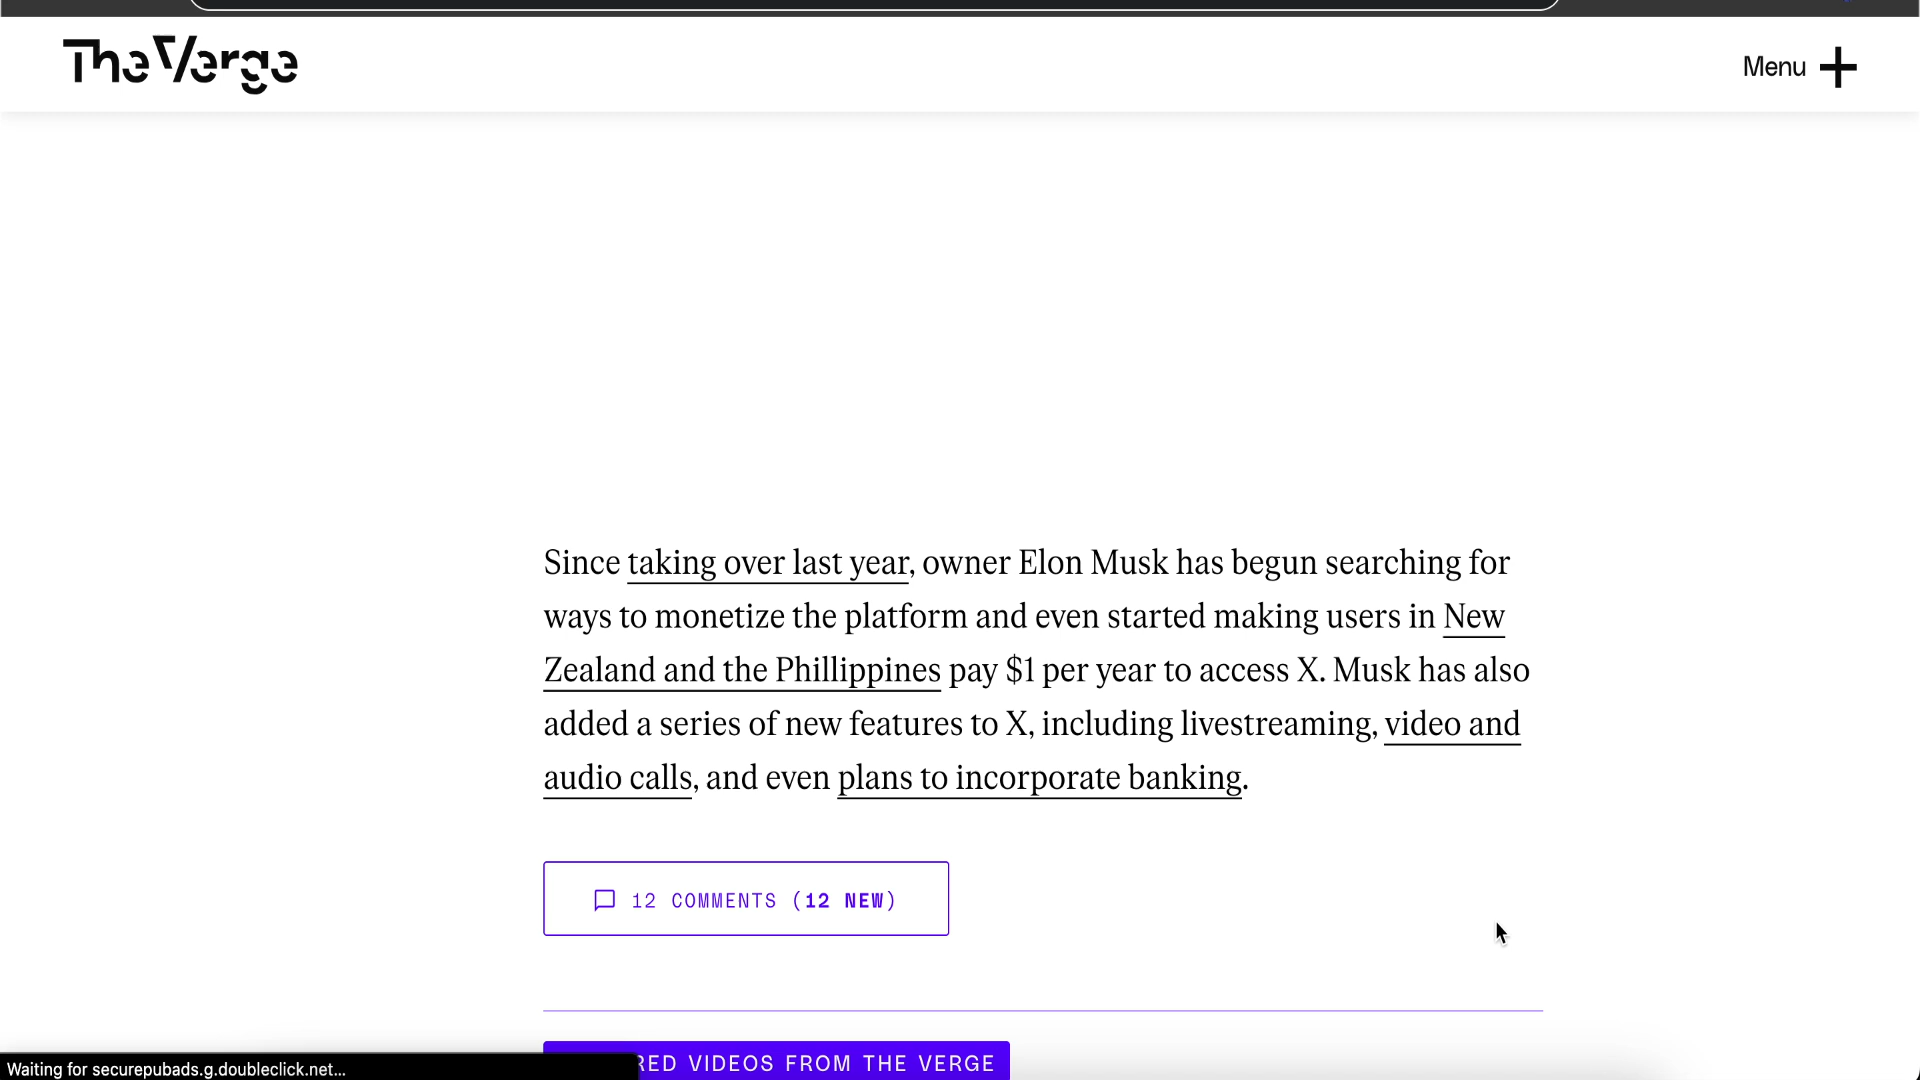 The Verge
Menu
Since taking over last year, owner Elon Musk has begun searching for
ways to monetize the platform and even started making users in New
Zealand and the Phillippines pay $1 per year to access X. Musk has also
added a series of new features to X, including livestreaming, video and
audio calls, and even plans to incorporate banking.
12 COMMENTS (12 NEW)
RED VIDEOS FROM THE VERGE
Waiting for securepubads.g.doubleclick.net...